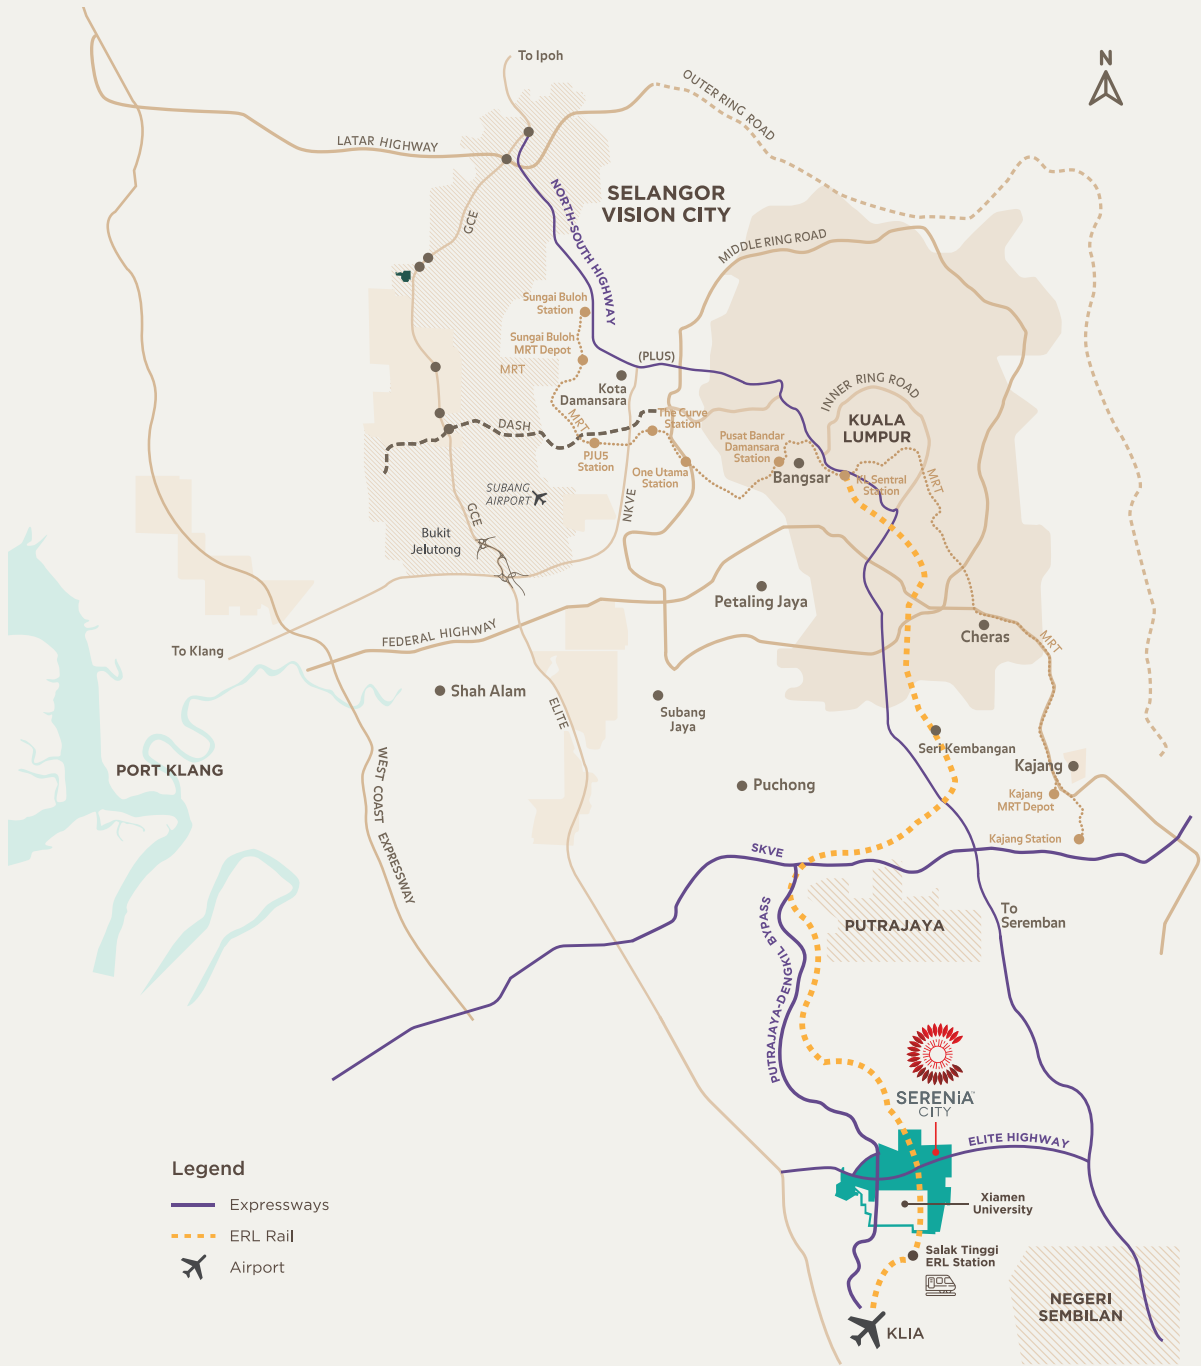 To Ipoh
N
OUTER RING ROAD
LATAR HIGHWAY
NORTH-SOUTH HIGHWAY
SELANGOR
VISION CITY
GCE
MIDDLE RING ROAD
Sungai Buloh
Station
Sungai Buloh
MRT Depot
MRT
(PLUS)
Kota
Damansara
INNER RING ROAD
KUALA
LUMPUR
MRT
DASH
The Curve
Station
PJU5
Station
One Utama
Station
Pusat Bandar
Damansara
Station
Bangsar
KL Sentral
Station
MRT
SUBANG
AIRPORT
GCE
NKVE
Bukit
Jelutong
Petaling Jaya
Cheras
MRT
FEDERAL HIGHWAY
To Klang
Shah Alam
ELITE
Subang
Jaya
Seri Kembangan
Kajang
PORT KLANG
WEST COAST EXPRESSWAY
Puchong
Kajang
MRT Depot
Kajang Station
SKVE
PUTRAJAYA-DENGKIL BYPASS
PUTRAJAYA
To
Seremban
SERENiA™
CITY
ELITE HIGHWAY
Xiamen
University
Salak Tinggi
ERL Station
NEGERI
SEMBILAN
KLIA
Legend
Expressways
ERL Rail
Airport